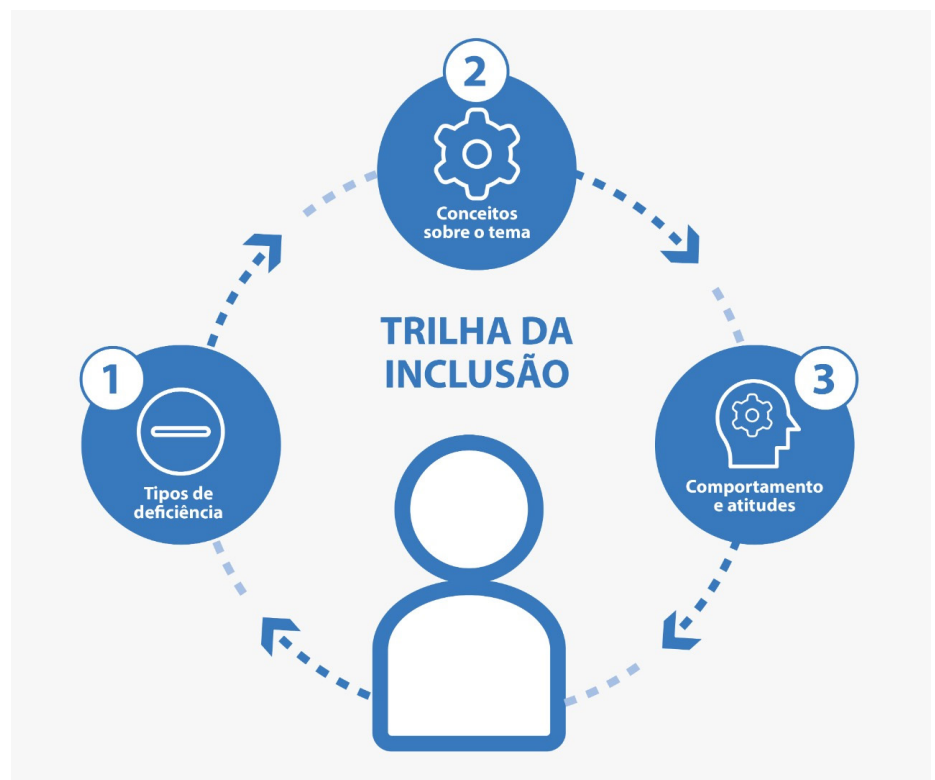 2
Conceitos
sobre o tema
TRILHA DA
INCLUSÃO
1
Tipos de
deficiência
3
Comportamento
e atitudes